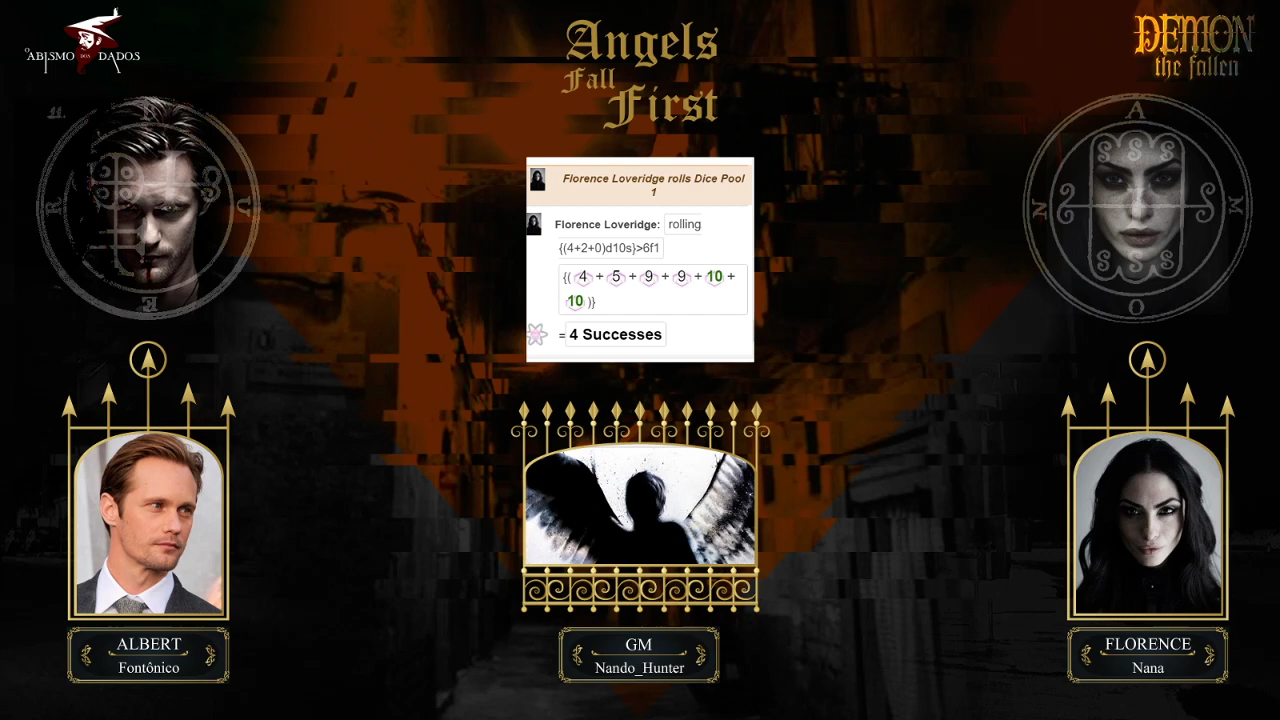 O ABISMO DOS DADOS
Angels
Fall
First
DEMON
the fallen
Florence Loveridge rolls Dice Pool
1
Florence Loveridge: rolling
{(4+2+0)d10s}>6f1
{( 4 + 5 + 9 + 9 + 10 +
10 )}
= 4 Successes
A
N
M
O
R
U
E
ALBERT
Fontônico
GM
Nando_Hunter
FLORENCE
Nana